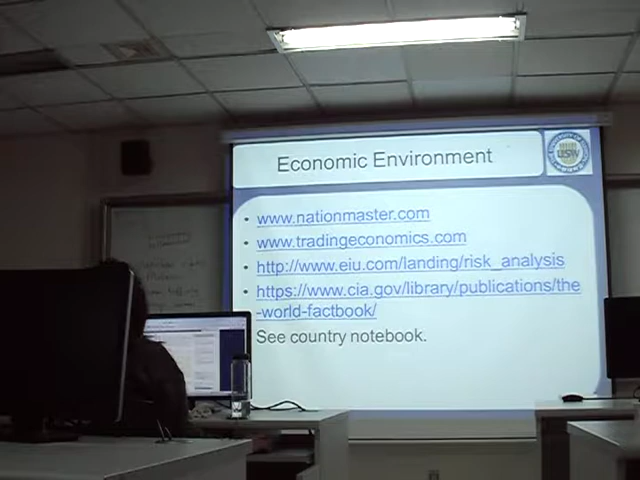 Economic Environment
USW
www.nationmaster.com
www.tradingeconomics.com
http://www.eiu.com/landing/risk_analysis
https://www.cia.gov/library/publications/the
-world-factbook/
See country notebook.